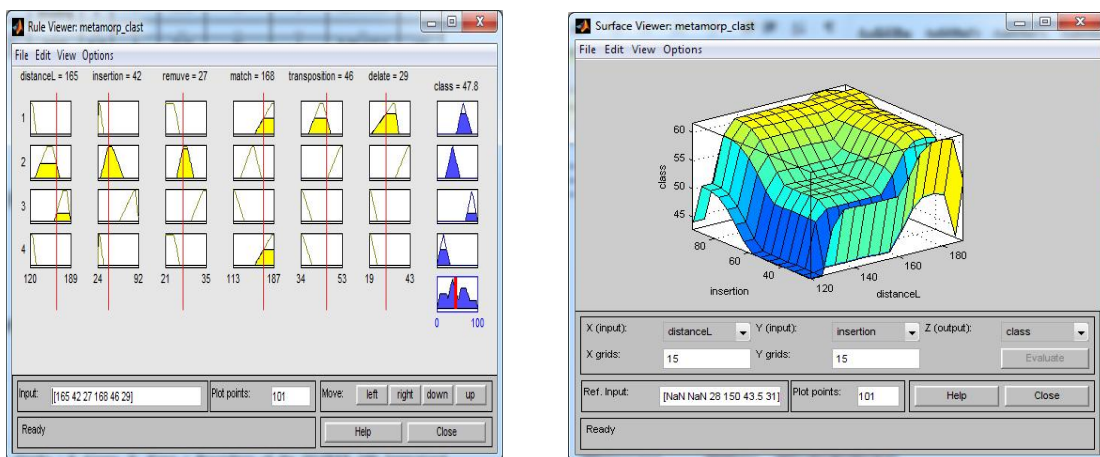 Rule Viewer: metamorp_clast
File Edit View Options
distanceL = 165 insertion = 42 remuve = 27 match = 168 transposition = 46 delate = 29
class = 47.8
1
2
3
4
120 189 24 92 21 35 113 187 34 53 19 43
0 100
Input: [165 42 27 168 46 29] Plot points: 101 Move: left right down up
Ready Help Close
Surface Viewer: metamorp_clast
File Edit View Options
60
55
50
45
class
80
60
40
insertion
120
140
160
180
distanceL
X (input): distanceL Y (input): insertion Z (output): class
X grids: 15 Y grids: 15 Evaluate
Ref. Input: [NaN NaN 28 150 43.5 31] Plot points: 101 Help Close
Ready